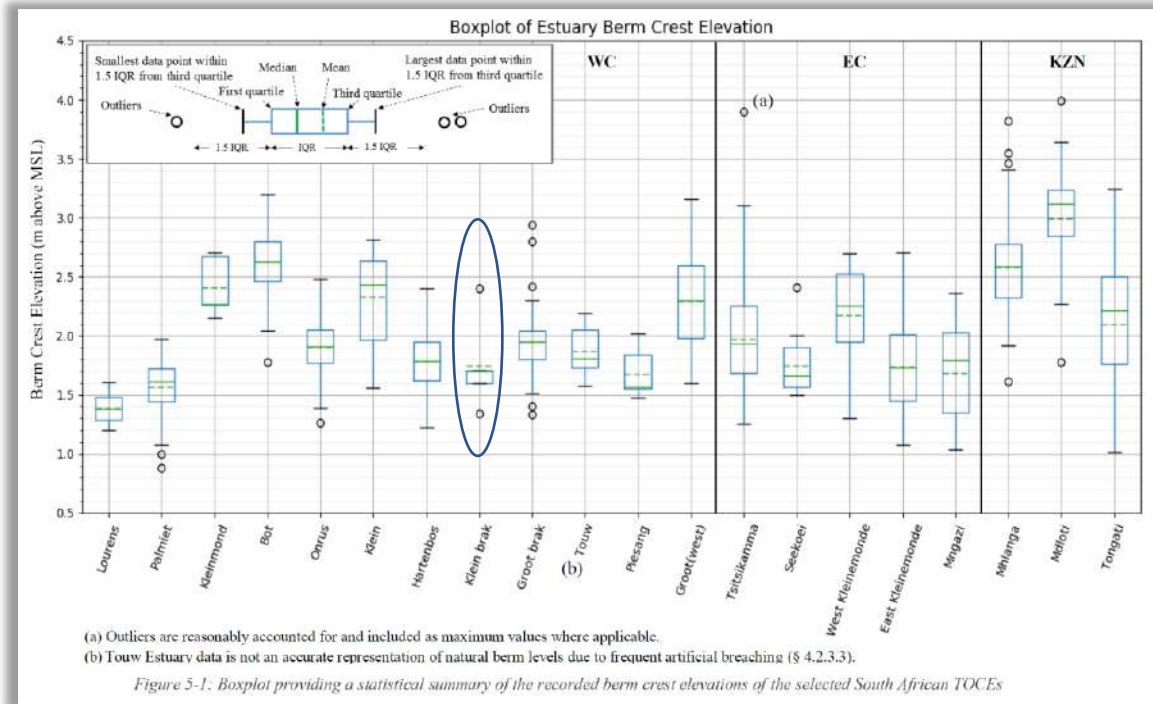 Boxplot of Estuary Berm Crest Elevation
4.5
4.0
3.5
3.0
2.5
2.0
1.5
1.0
0.5
Berm Crest Elevation (m above MSL)
WC
EC
KZN
(a)
Smallest data point within
1.5 IQR from third quartile
Median
Mean
Largest data point within
1.5 IQR from third quartile
First quartile
Third quartile
Outliers
Outliers
1.5 IQR
IQR
1.5 IQR
Lourens
Palmiet
Kleinmond
Bot
Onrus
Klein
Hartenbos
Klein brak
Groot brak
Touw
Piesang
Groot(west)
Tsitsikamma
Seekoei
West Kleinemonde
East Kleinemonde
Mngazi
Mhlanga
Mdloti
Tongati
(b)
(a) Outliers are reasonably accounted for and included as maximum values where applicable.
(b) Touw Estuary data is not an accurate representation of natural berm levels due to frequent artificial breaching (§ 4.2.3.3).
Figure 5-1: Boxplot providing a statistical summary of the recorded berm crest elevations of the selected South African TOCEs